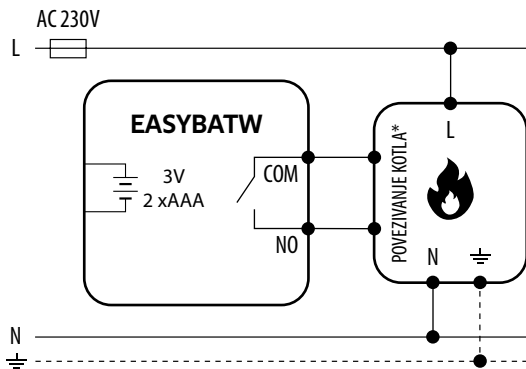 AC 230V
L
EASYBATW
3V
2 xAAA
COM
NO
POVEZIVANJE KOTLA*
L
N
N